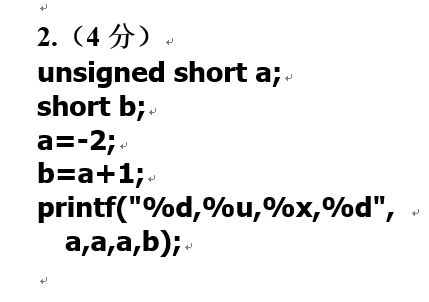 2.（4 分）
unsigned short a;
short b;
a=-2;
b=a+1;
printf("%d,%u,%x,%d",
a,a,a,b);